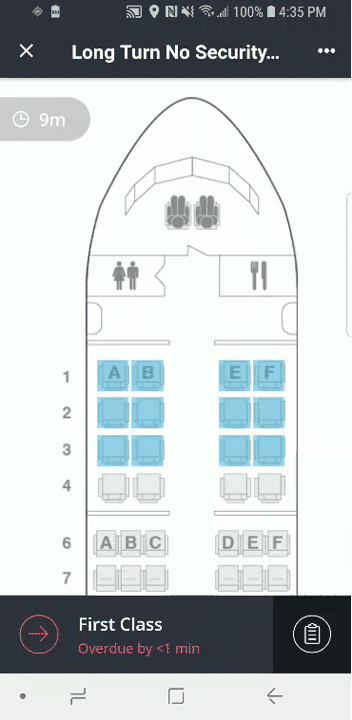 100% 4:35 PM
Long Turn No Security...
9m
A B E F
1
2
3
4
6 A B C D E F
7
First Class
Overdue by <1 min